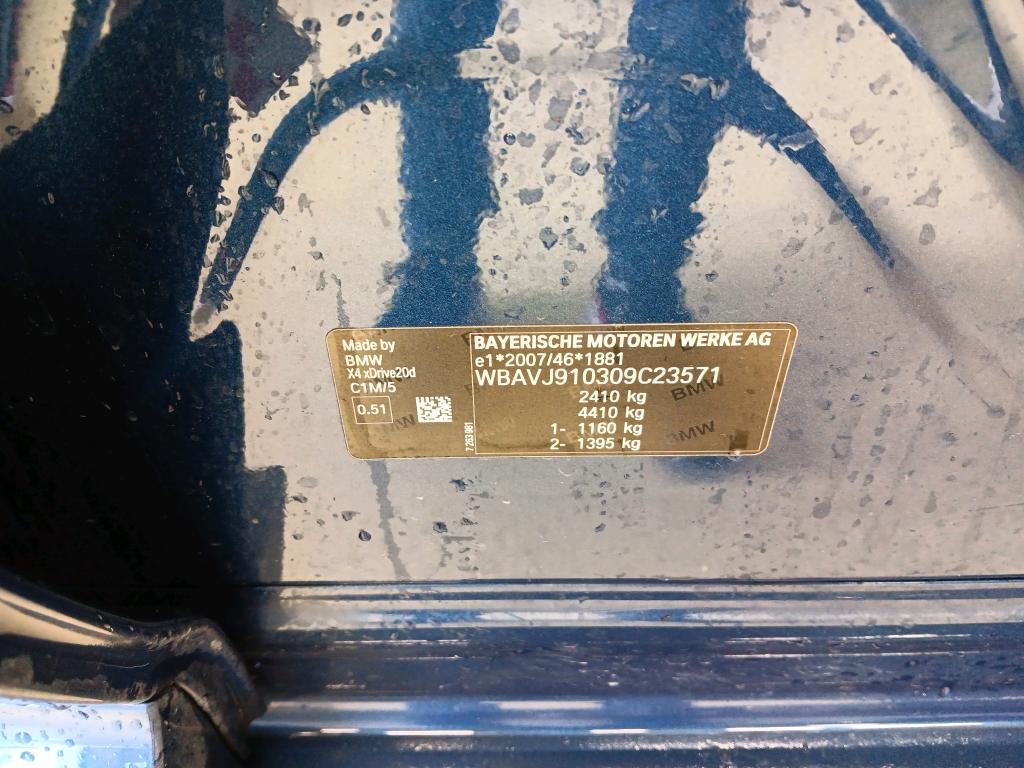 Made by
BMW
X4 xDrive20d
C1M/5
0.51
7 263 981
BAYERISCHE MOTOREN WERKE AG
e1*2007/46*1881
WBAVJ910309C23571
2410 kg
4410 kg
1- 1160 kg
2- 1395 kg
BMW
BMW
BMW